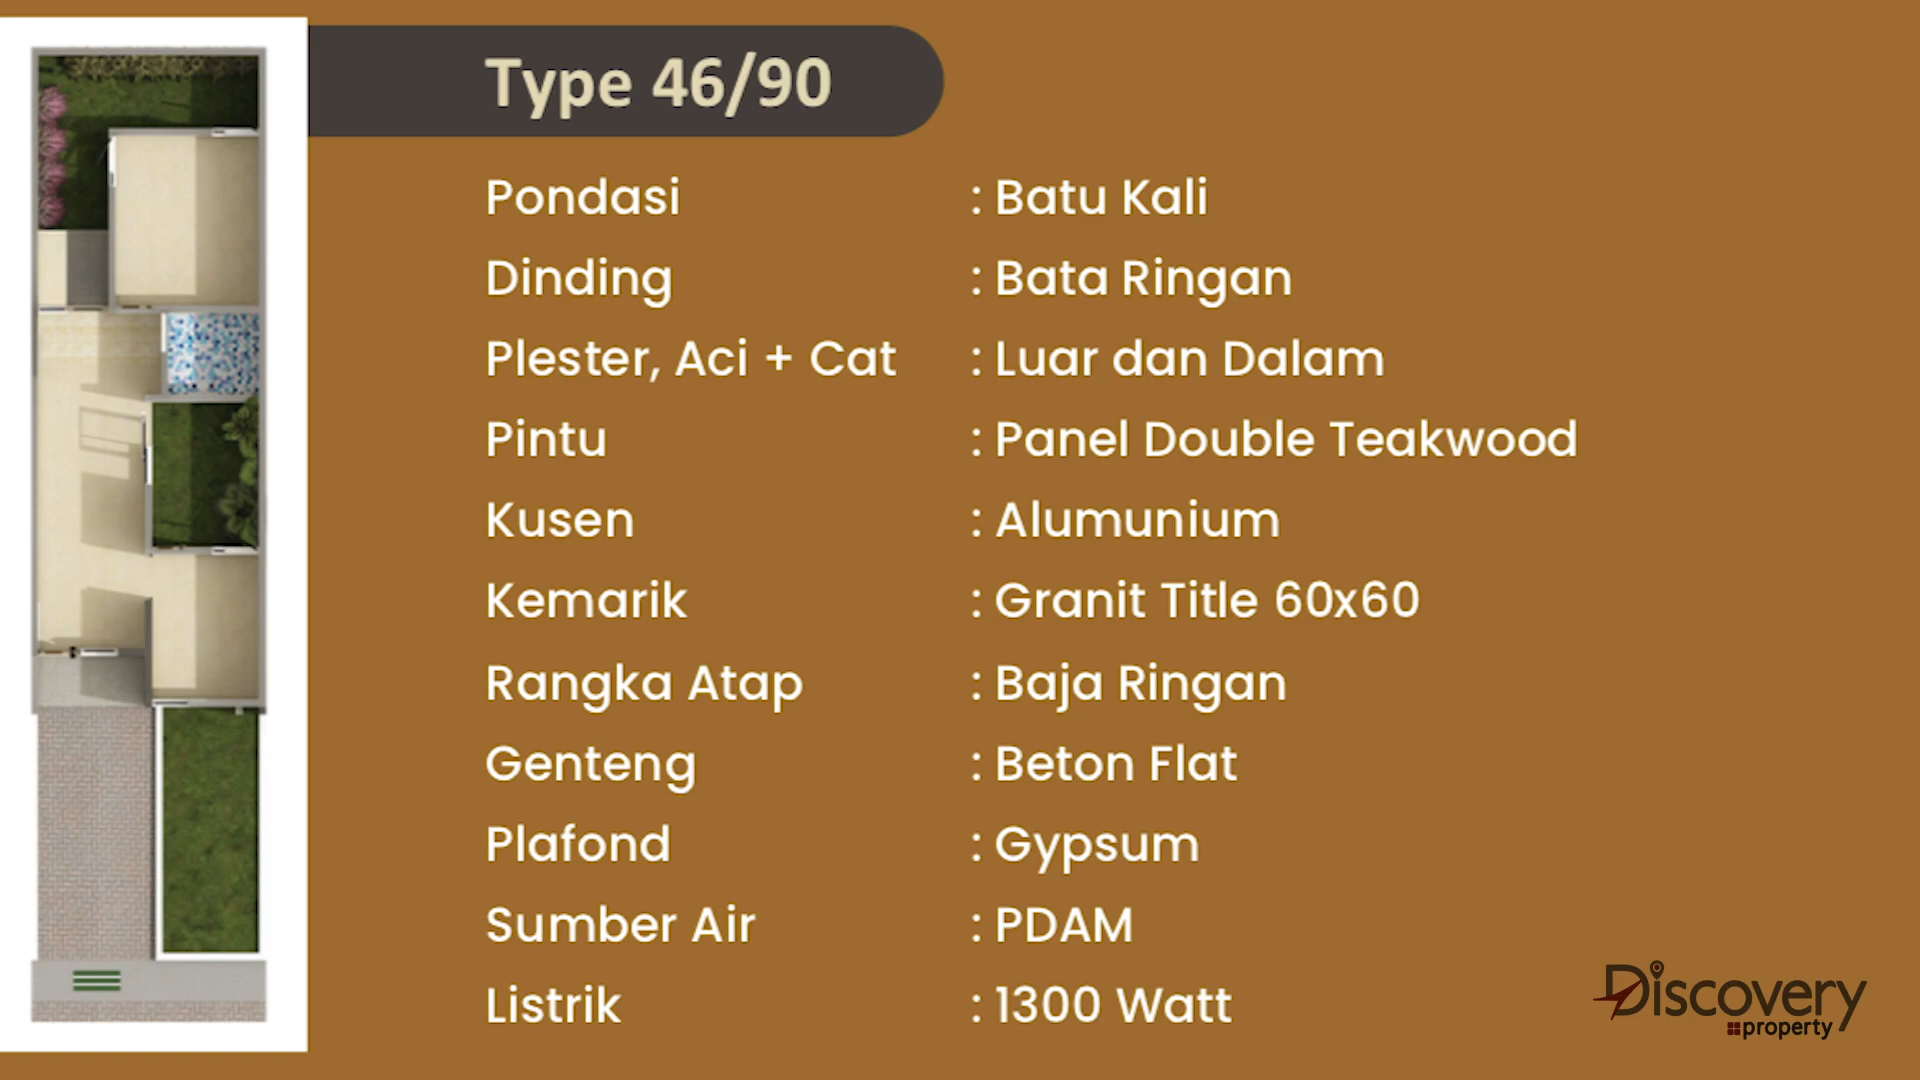 Type 46/90
Pondasi : Batu Kali
Dinding : Bata Ringan
Plester, Aci + Cat : Luar dan Dalam
Pintu : Panel Double Teakwood
Kusen : Alumunium
Kemarik : Granit Title 60x60
Rangka Atap : Baja Ringan
Genteng : Beton Flat
Plafond : Gypsum
Sumber Air : PDAM
Listrik : 1300 Watt
Discovery
property